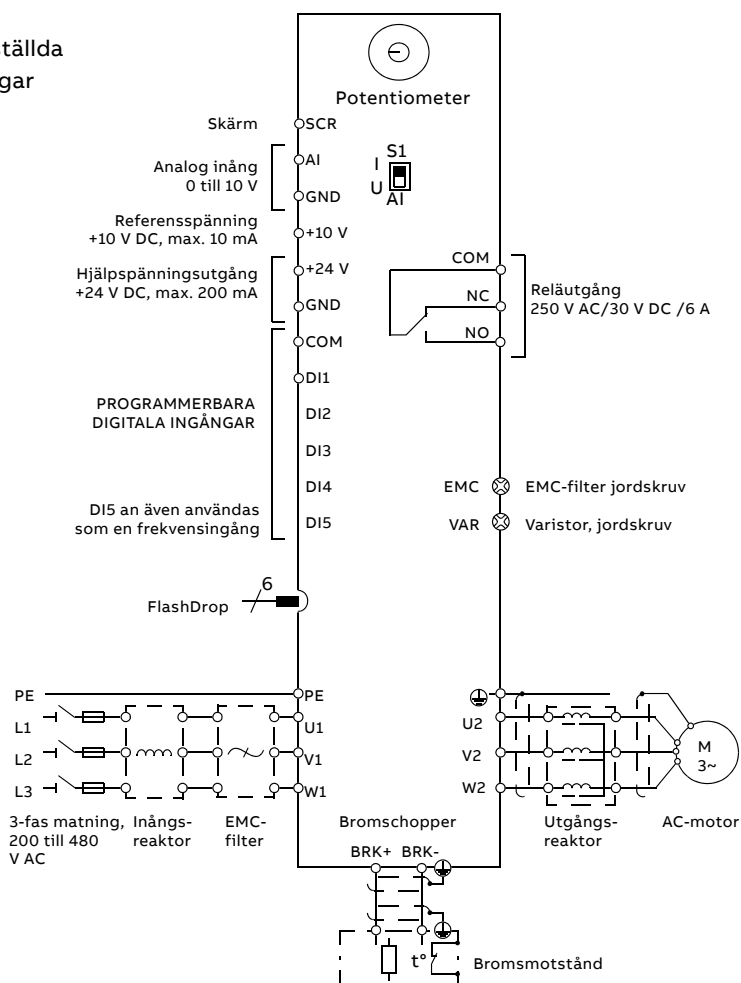 ställda
gar
Potentiometer
Skärm
SCR
S1
I
U
AI
Analog inång
0 till 10 V
AI
GND
Referensspänning
+10 V DC, max. 10 mA
+10 V
Hjälpspänningsutgång
+24 V DC, max. 200 mA
+24 V
GND
COM
NC
NO
Reläutgång
250 V AC/30 V DC /6 A
COM
DI1
DI2
DI3
DI4
DI5
PROGRAMMERBARA
DIGITALA INGÅNGAR
DI5 an även användas
som en frekvensingång
EMC
EMC-filter jordskruv
VAR
Varistor, jordskruv
FlashDrop
6
PE
PE
L1
U1
U2
L2
V1
V2
L3
W1
W2
M
3~
3-fas matning,
200 till 480
V AC
Inångs-
reaktor
EMC-
filter
Bromschopper
Utgångs-
reaktor
AC-motor
BRK+
BRK-
t°
Bromsmotstånd